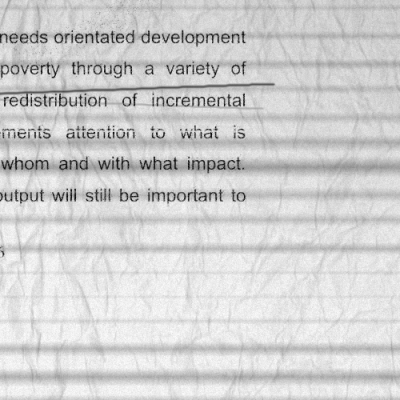 needs orientated development
poverty through a variety of
redistribution of incremental
ements attention to what is
whom and with what impact.
output will still be important to